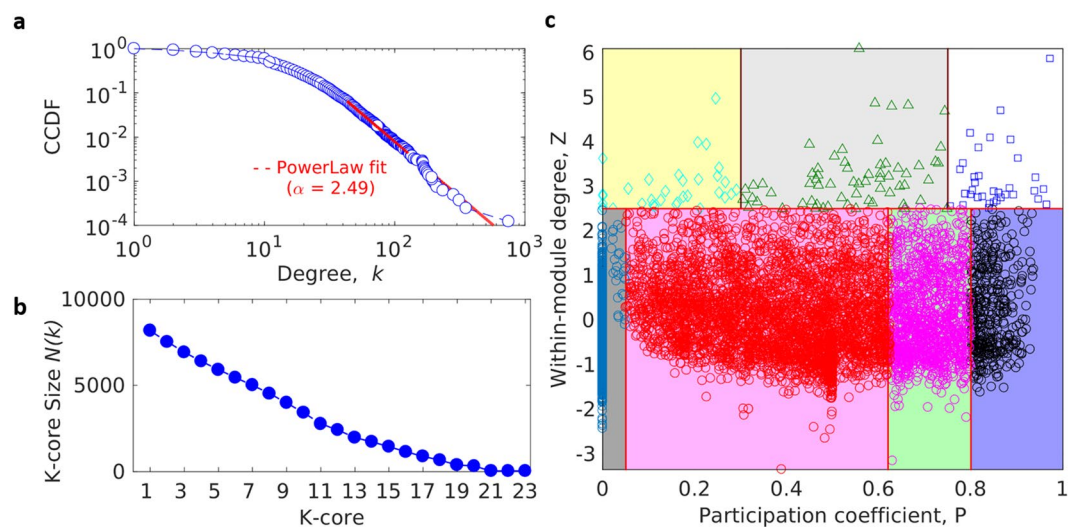 a
10^0
10^-1
10^-2
10^-3
10^-4
CCDF
-- PowerLaw fit
(α = 2.49)
10^0 10^1 10^2 10^3
Degree, k
b
10000
5000
0
K-core Size N(k)
1 3 5 7 9 11 13 15 17 19 21 23
K-core
c
6
5
4
3
2
1
0
-1
-2
-3
Within-module degree, Z
0 0.2 0.4 0.6 0.8 1
Participation coefficient, P